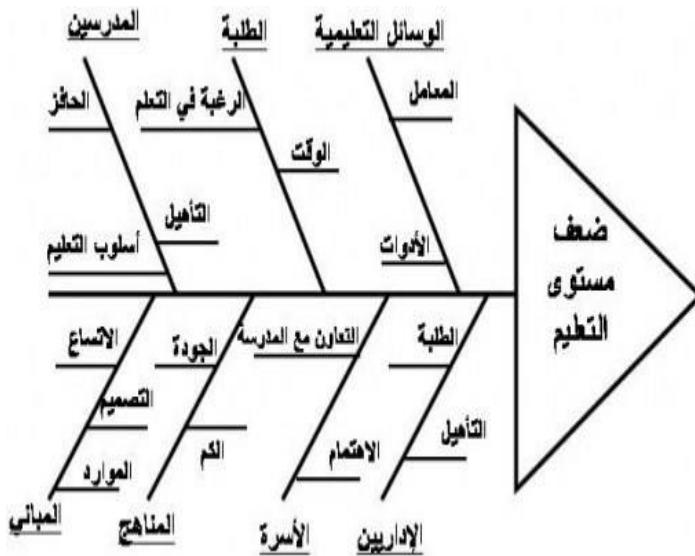 الوسائل التعليمية
الطلبة
المدرسين
المعامل
الرغبة في التعلم
الحافز
الوقت
التأهيل
الأدوات
أسلوب التعليم
ضعف
مستوى
التعليم
الطلبة
التعاون مع المدرسة
الجودة
الاتساع
التصميم
التأهيل
الاهتمام
الكم
الموارد
الإداريين
الأسرة
المناهج
المباني